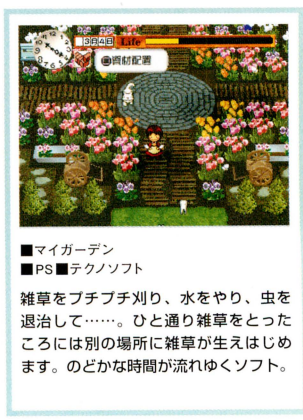 3月4日 Life
資材配置
■マイガーデン
■PS■テクノソフト
雑草をプチプチ刈り、水をやり、虫を
退治して……。ひと通り雑草をとった
ころには別の場所に雑草が生えはじめ
ます。のどかな時間が流れゆくソフト。